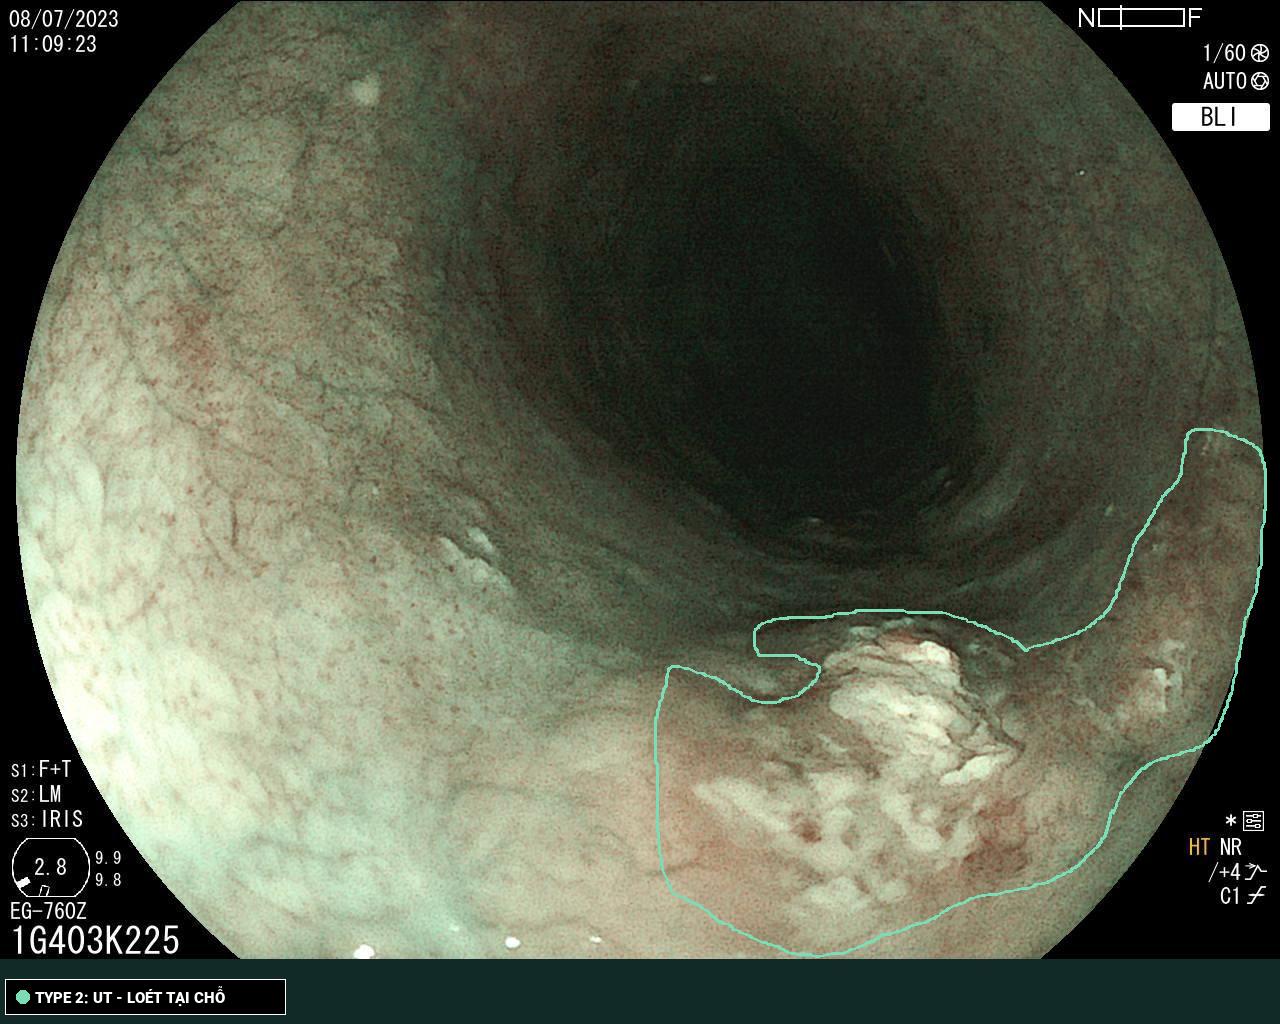 08/07/2023
11:09:23
N F
1/60
AUTO
BLI
S1:F+T
S2:LM
S3:IRIS
2.8
9.9
9.8
EG-760Z
1G403K225
* 
HT NR
/+4
C1
TYPE 2: UT - LOÉT TẠI CHỖ